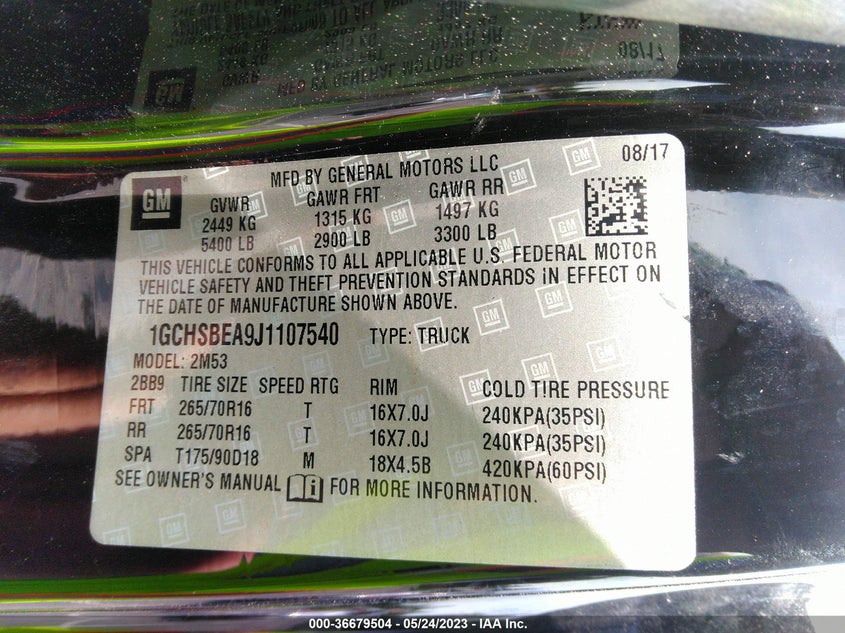 MFD BY GENERAL MOTORS LLC 08/17
GM GVWR GAWR FRT GAWR RR
2449 KG 1315 KG 1497 KG
5400 LB 2900 LB 3300 LB
THIS VEHICLE CONFORMS TO ALL APPLICABLE U.S. FEDERAL MOTOR
VEHICLE SAFETY AND THEFT PREVENTION STANDARDS IN EFFECT ON
THE DATE OF MANUFACTURE SHOWN ABOVE.
1GCHSBEA9J1107540 TYPE: TRUCK
MODEL: 2M53
2BB9 TIRE SIZE SPEED RTG RIM COLD TIRE PRESSURE
FRT 265/70R16 T 16X7.0J 240KPA(35PSI)
RR 265/70R16 T 16X7.0J 240KPA(35PSI)
SPA T175/90D18 M 18X4.5B 420KPA(60PSI)
SEE OWNER'S MANUAL FOR MORE INFORMATION.
000-36679504 - 05/24/2023 - IAA Inc.